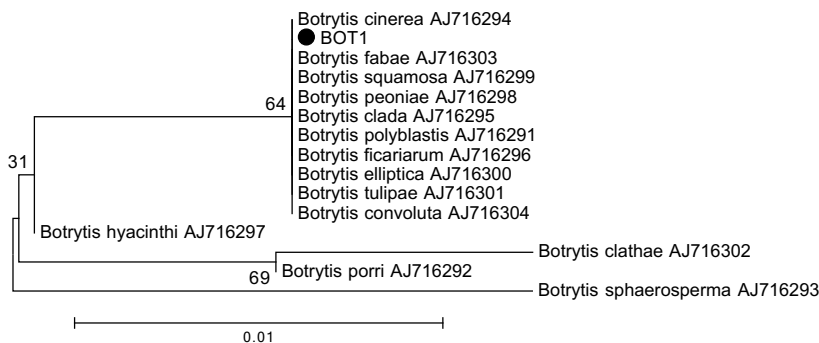 Botrytis cinerea AJ716294
BOT1
Botrytis fabae AJ716303
Botrytis squamosa AJ716299
Botrytis peoniae AJ716298
64
Botrytis clada AJ716295
Botrytis polyblastis AJ716291
Botrytis ficariarum AJ716296
31
Botrytis elliptica AJ716300
Botrytis tulipae AJ716301
Botrytis convoluta AJ716304
Botrytis hyacinthi AJ716297
Botrytis clathae AJ716302
Botrytis porri AJ716292
69
Botrytis sphaerosperma AJ716293
0.01